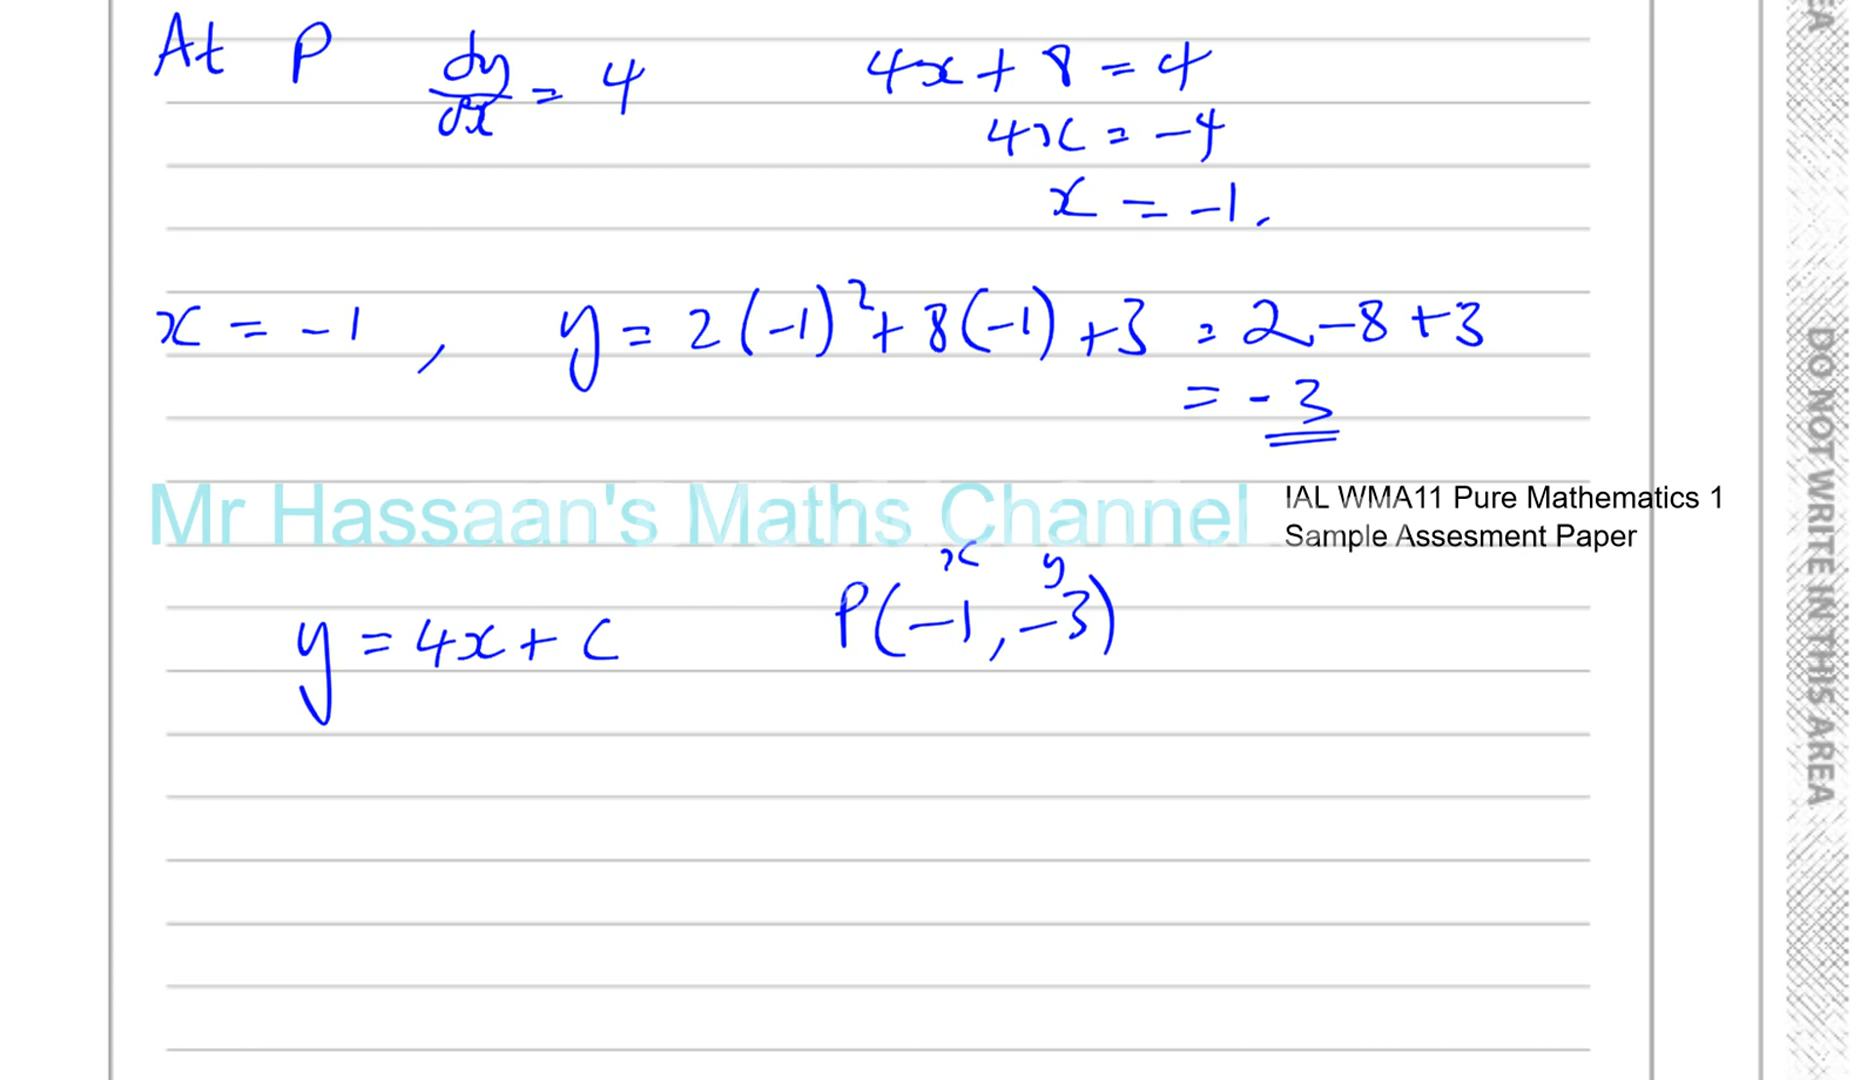 At P dy/dx = 4 4x + 8 = 4
4x = -4
x = -1.
x = -1 , y = 2(-1)² + 8(-1) + 3 = 2 - 8 + 3
= -3
Mr Hassaan's Maths Channel
IAL WMA11 Pure Mathematics 1
Sample Assesment Paper
x y
y = 4x + c P(-1, -3)
EA
DO NOT WRITE IN THIS AREA